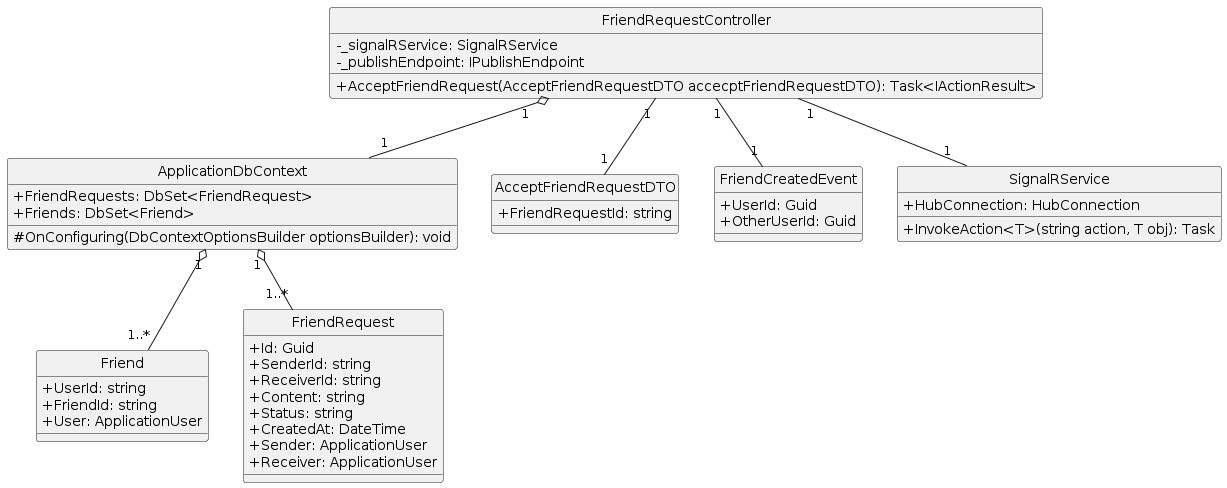 FriendRequestController
-_signalRService: SignalRService
-_publishEndpoint: IPublishEndpoint
+AcceptFriendRequest(AcceptFriendRequestDTO accecptFriendRequestDTO): Task<IActionResult>
1
1
1
1
1
1
1
1
ApplicationDbContext
+FriendRequests: DbSet<FriendRequest>
+Friends: DbSet<Friend>
#OnConfiguring(DbContextOptionsBuilder optionsBuilder): void
AcceptFriendRequestDTO
+FriendRequestId: string
FriendCreatedEvent
+UserId: Guid
+OtherUserId: Guid
SignalRService
+HubConnection: HubConnection
+InvokeAction<T>(string action, T obj): Task
1
1
1..*
1..*
Friend
+UserId: string
+FriendId: string
+User: ApplicationUser
FriendRequest
+Id: Guid
+SenderId: string
+ReceiverId: string
+Content: string
+Status: string
+CreatedAt: DateTime
+Sender: ApplicationUser
+Receiver: ApplicationUser